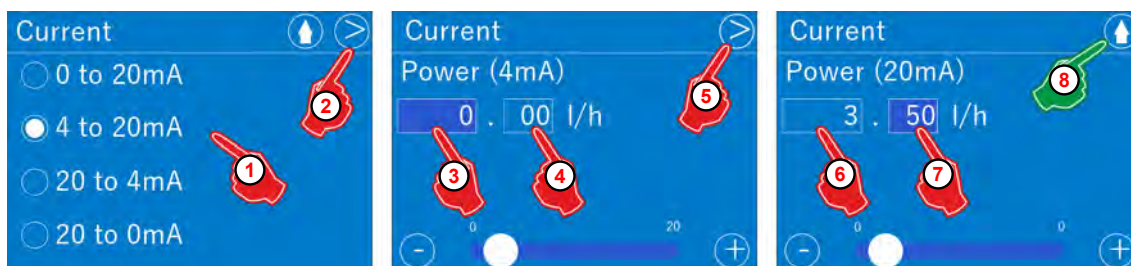 Current >
0 to 20mA
2
4 to 20mA
1
20 to 4mA
20 to 0mA
- +
Current >
Power (4mA)
5
0 . 00 l/h
3 4
0 20
- +
Current
Power (20mA)
8
3 . 50 l/h
6 7
0 0
- +